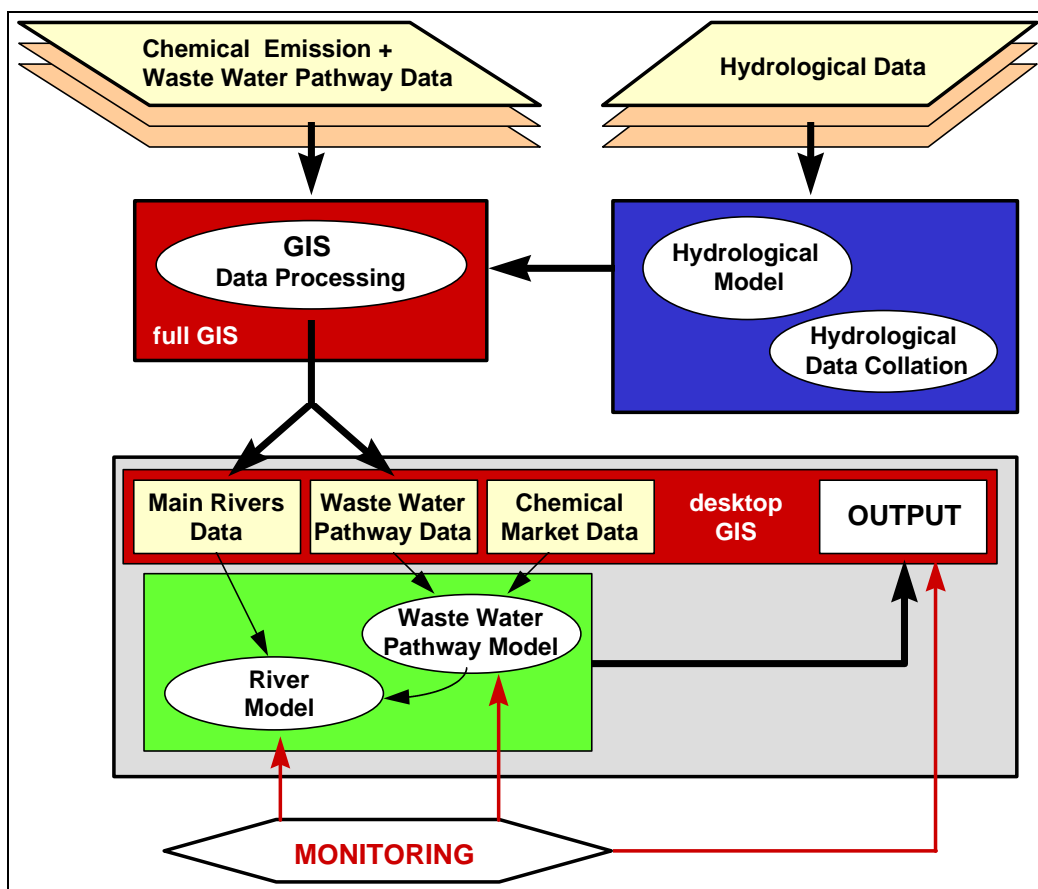 Chemical Emission +
Waste Water Pathway Data
Hydrological Data
GIS
Data Processing
full GIS
Hydrological
Model
Hydrological
Data Collation
Main Rivers
Data
Waste Water
Pathway Data
Chemical
Market Data
desktop
GIS
OUTPUT
Waste Water
Pathway Model
River
Model
MONITORING